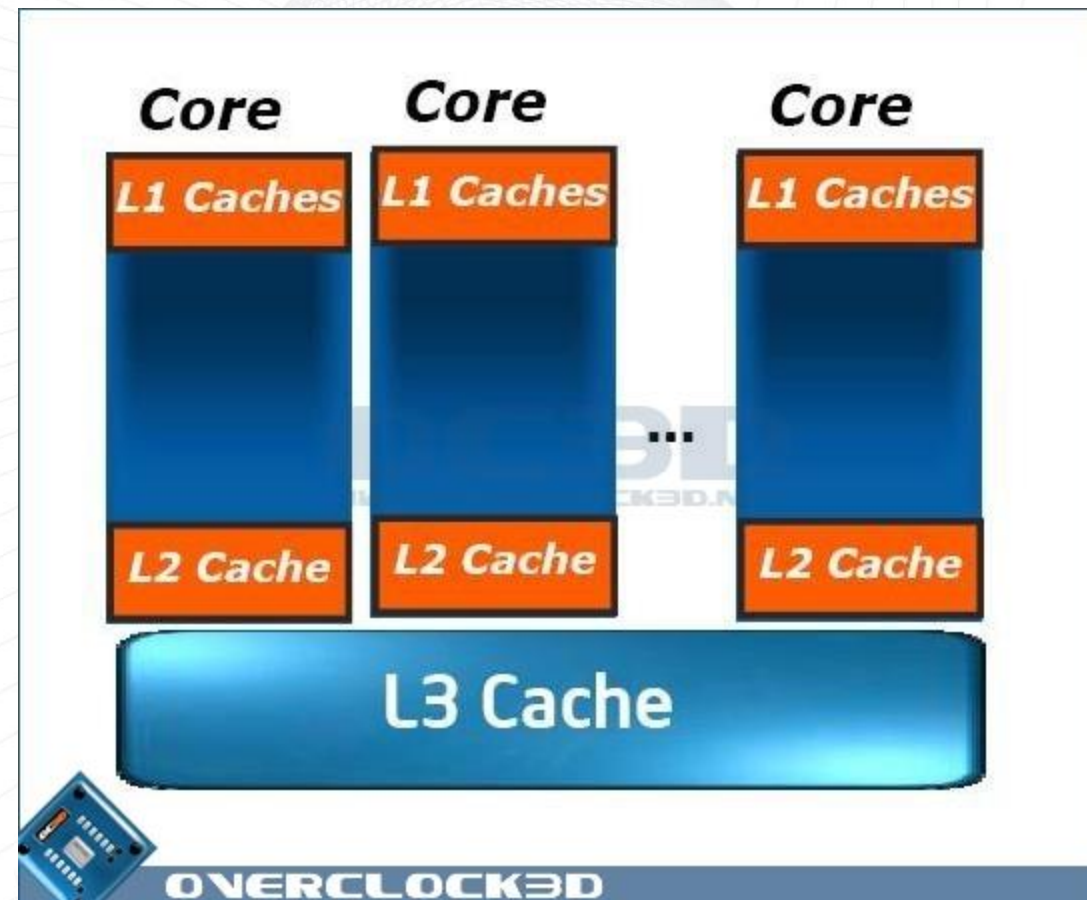 Core Core Core
L1 Caches L1 Caches L1 Caches
...
L2 Cache L2 Cache L2 Cache
L3 Cache
OVERCLOCK3D